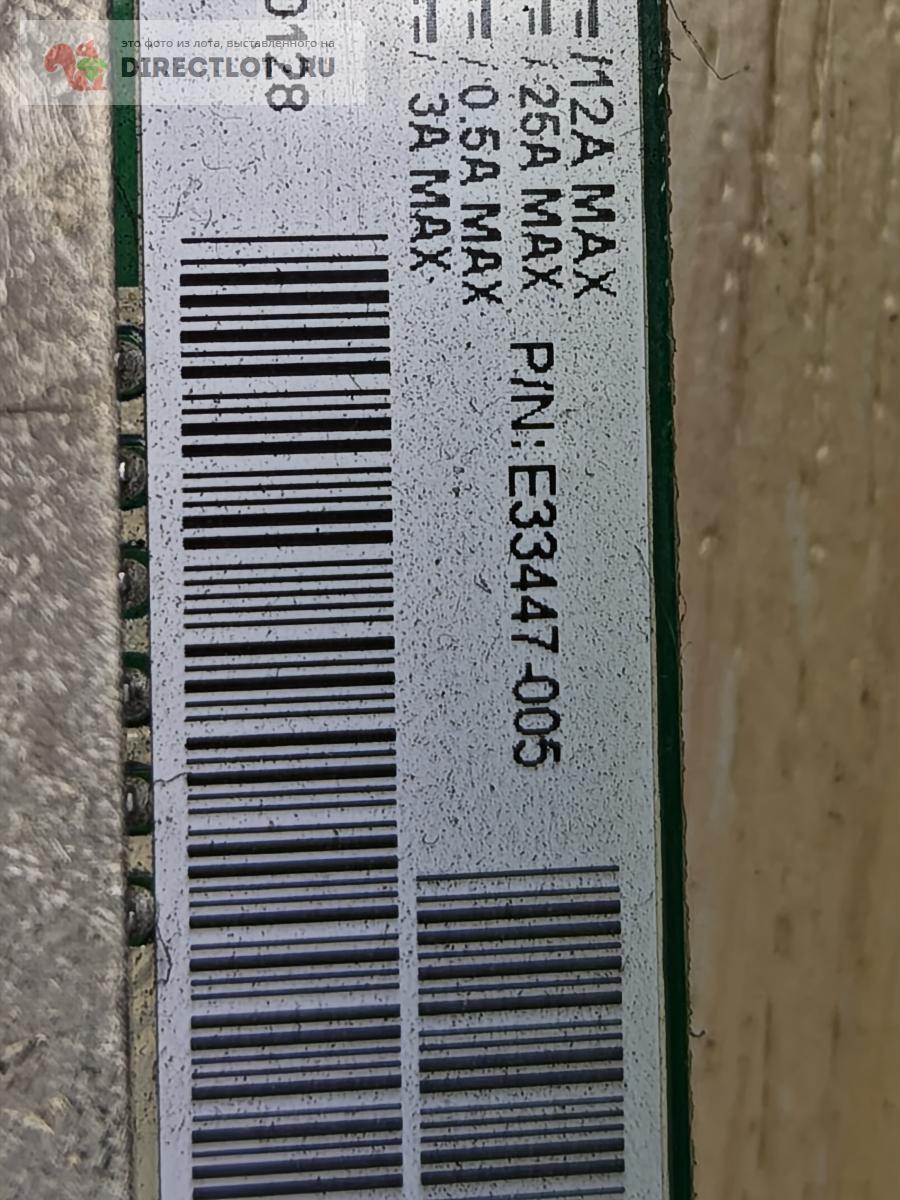 это фото из лота, выставленного на
DIRECTLOT.RU
⎓/12A MAX
⎓/ 25A MAX P/N: E33447-005
⎓/ 0.5A MAX
⎓/ 3A MAX
0128